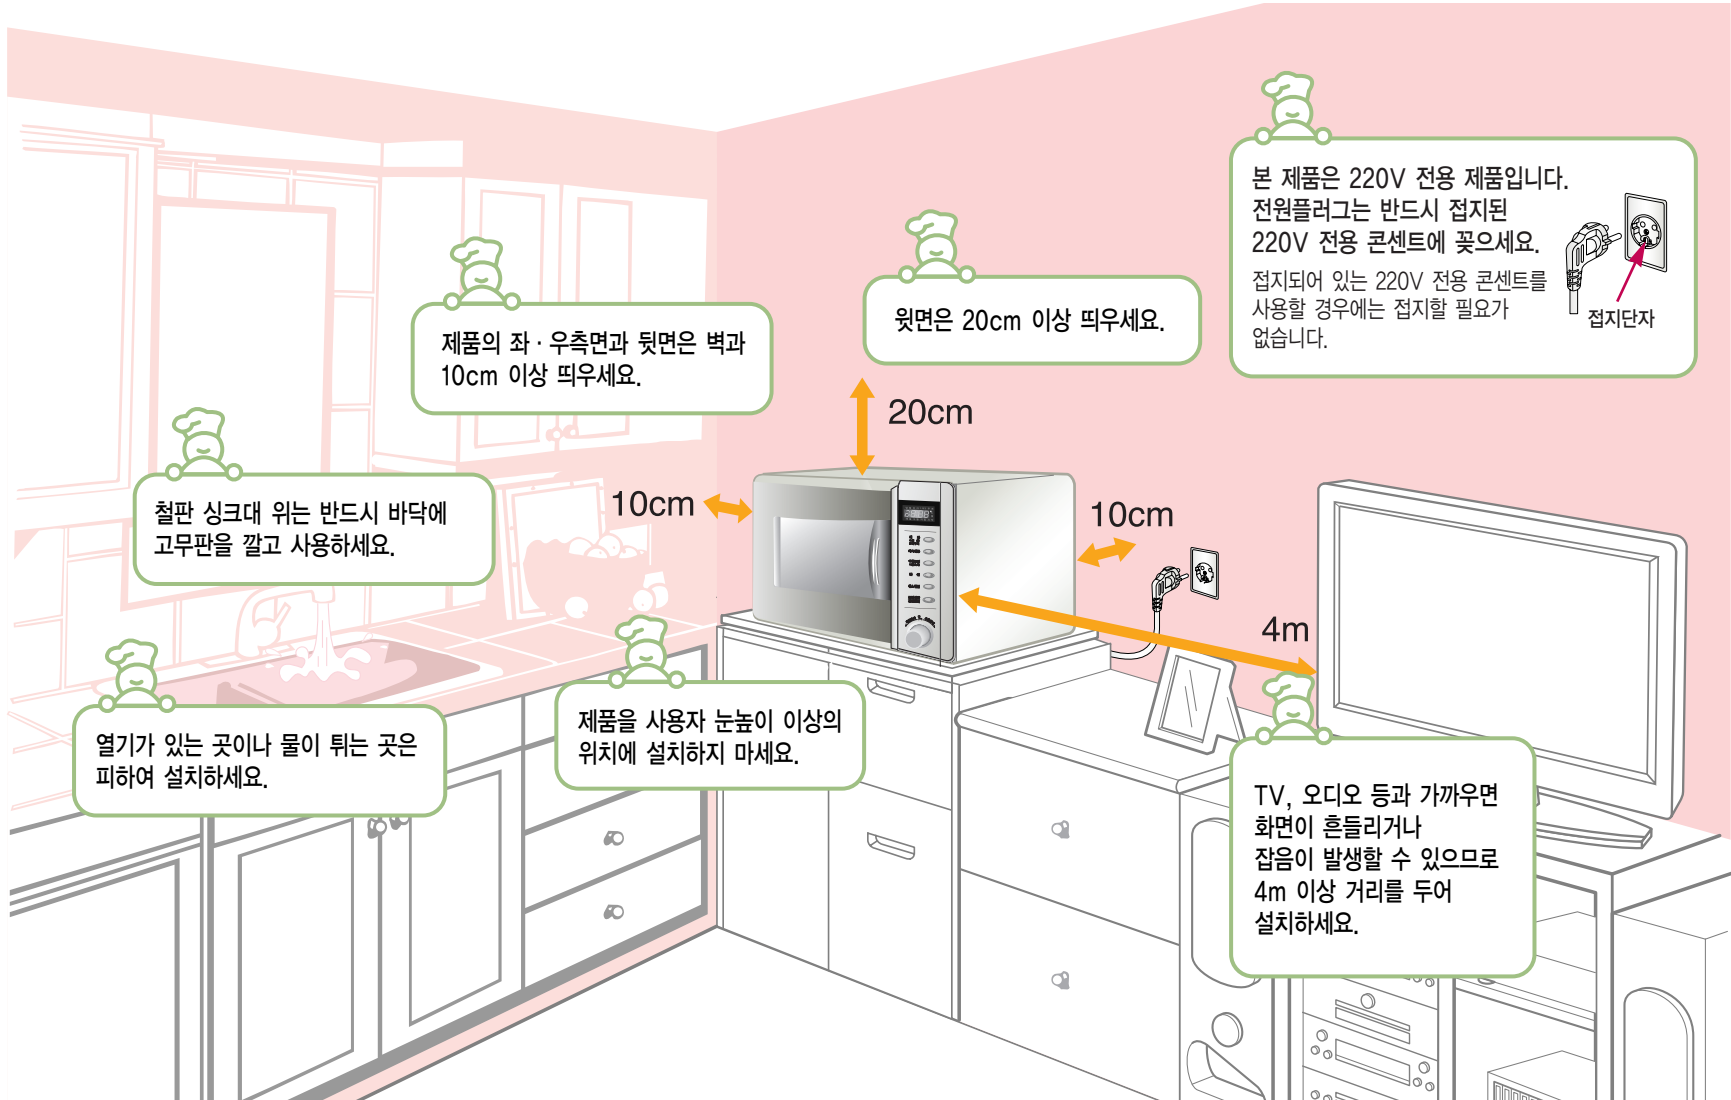 본 제품은 220V 전용 제품입니다.
전원플러그는 반드시 접지된
220V 전용 콘센트에 꽂으세요.
접지되어 있는 220V 전용 콘센트를
사용할 경우에는 접지할 필요가
없습니다.
접지단자
윗면은 20cm 이상 띄우세요.
제품의 좌 · 우측면과 뒷면은 벽과
10cm 이상 띄우세요.
20cm
철판 싱크대 위는 반드시 바닥에
고무판을 깔고 사용하세요.
10cm
10cm
4m
열기가 있는 곳이나 물이 튀는 곳은
피하여 설치하세요.
제품을 사용자 눈높이 이상의
위치에 설치하지 마세요.
TV, 오디오 등과 가까우면
화면이 흔들리거나
잡음이 발생할 수 있으므로
4m 이상 거리를 두어
설치하세요.